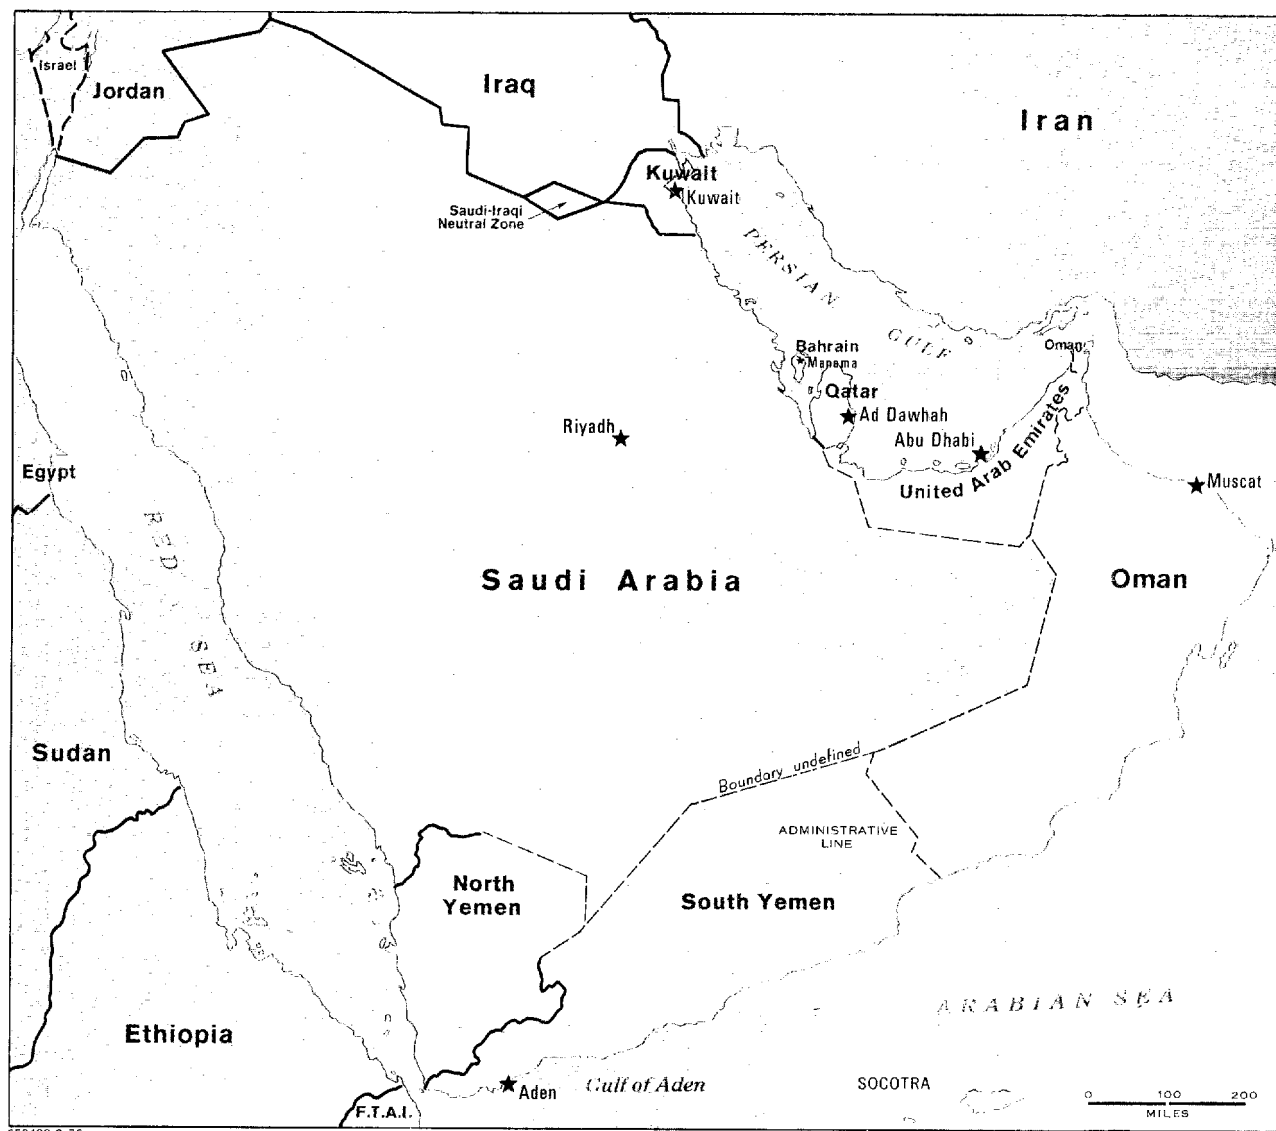 Israel
Jordan
Iraq
Iran
Kuwait
Kuwait
Saudi-Iraqi
Neutral Zone
PERSIAN
GULF
Bahrain
Manama
Oman
Qatar
Ad Dawhah
Riyadh
Abu Dhabi
United Arab Emirates
Muscat
Egypt
RED
SEA
Saudi Arabia
Oman
Sudan
Boundary undefined
ADMINISTRATIVE
LINE
North
Yemen
South Yemen
ARABIAN SEA
Ethiopia
Aden
Gulf of Aden
SOCOTRA
F.T.A.I.
0 100 200
MILES